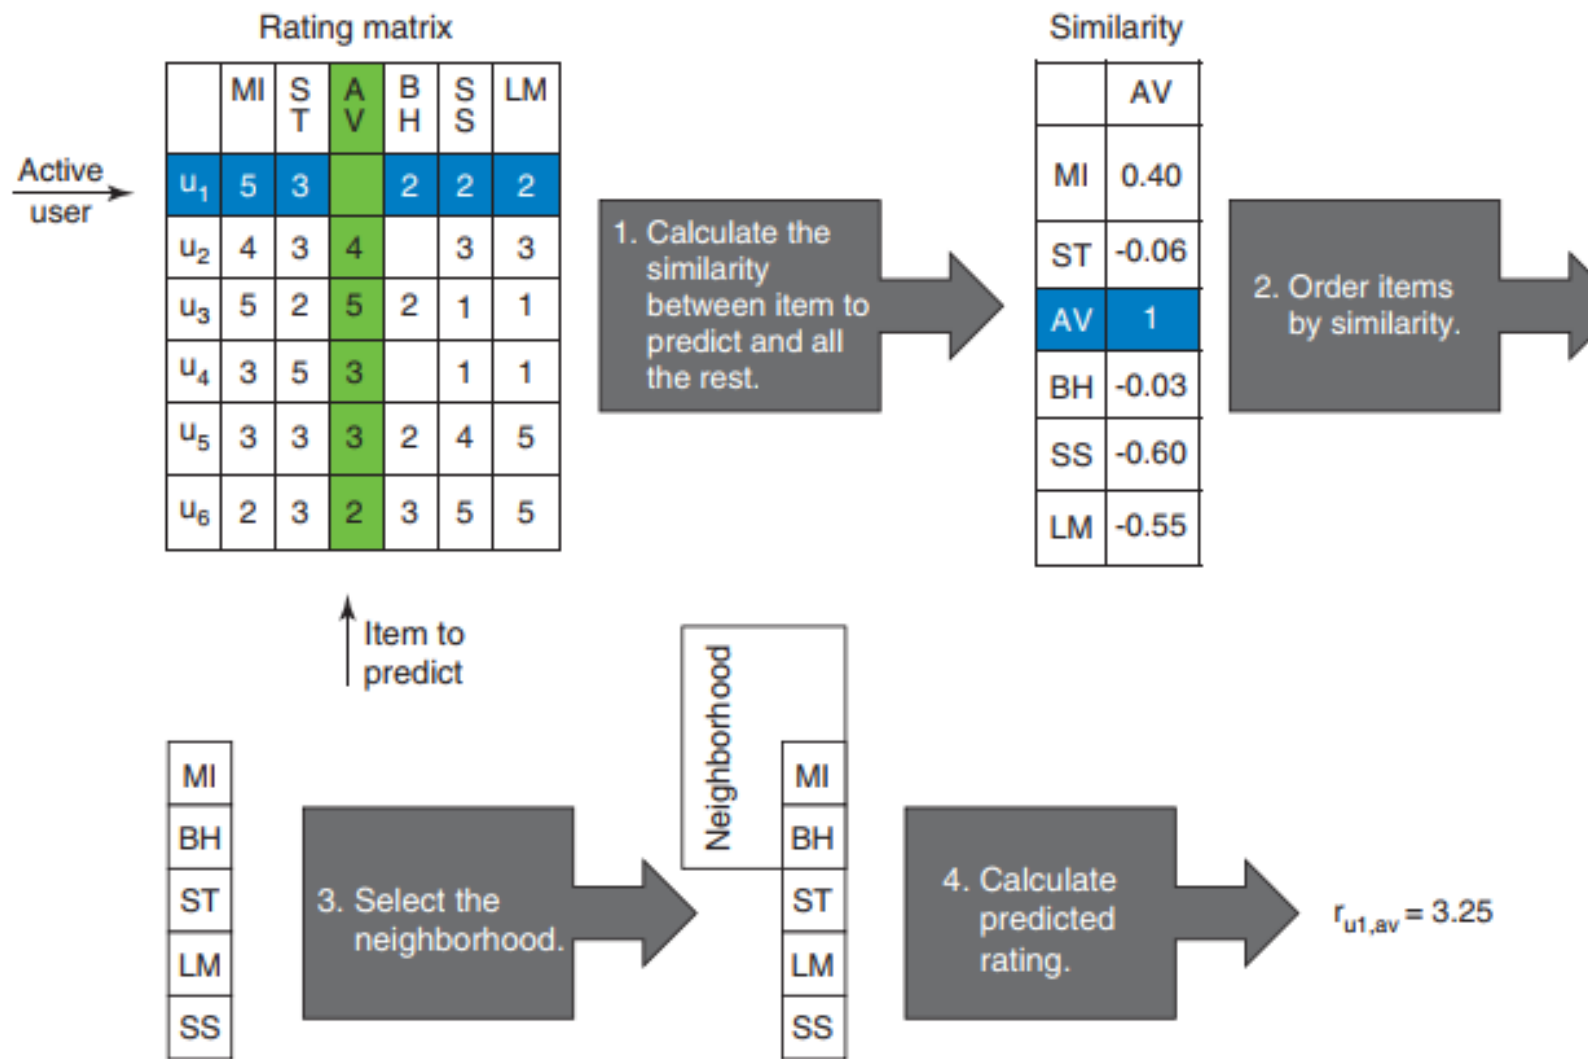 Rating matrix
MI S T A V B H S S LM
u1 5 3 2 2 2
u2 4 3 4 3 3
u3 5 2 5 2 1 1
u4 3 5 3 1 1
u5 3 3 3 2 4 5
u6 2 3 2 3 5 5
Active
user
Item to
predict
1. Calculate the
similarity
between item to
predict and all
the rest.
Similarity
AV
MI 0.40
ST -0.06
AV 1
BH -0.03
SS -0.60
LM -0.55
2. Order items
by similarity.
MI
BH
ST
LM
SS
3. Select the
neighborhood.
Neighborhood
MI
BH
ST
LM
SS
4. Calculate
predicted
rating.
ru1,av = 3.25